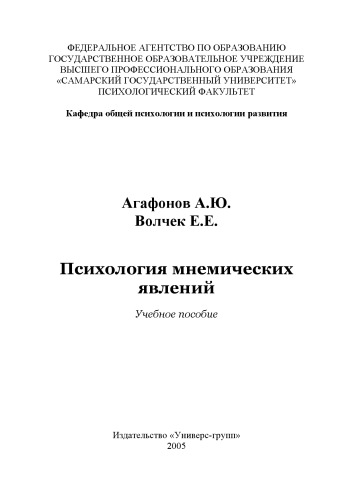 ФЕДЕРАЛЬНОЕ АГЕНТСТВО ПО ОБРАЗОВАНИЮ
ГОСУДАРСТВЕННОЕ ОБРАЗОВАТЕЛЬНОЕ УЧРЕЖДЕНИЕ
ВЫСШЕГО ПРОФЕССИОНАЛЬНОГО ОБРАЗОВАНИЯ
«САМАРСКИЙ ГОСУДАРСТВЕННЫЙ УНИВЕРСИТЕТ»
ПСИХОЛОГИЧЕСКИЙ ФАКУЛЬТЕТ
Кафедра общей психологии и психологии развития
Агафонов А.Ю.
Волчек Е.Е.
Психология мнемических
явлений
Учебное пособие
Издательство «Универс-групп»
2005